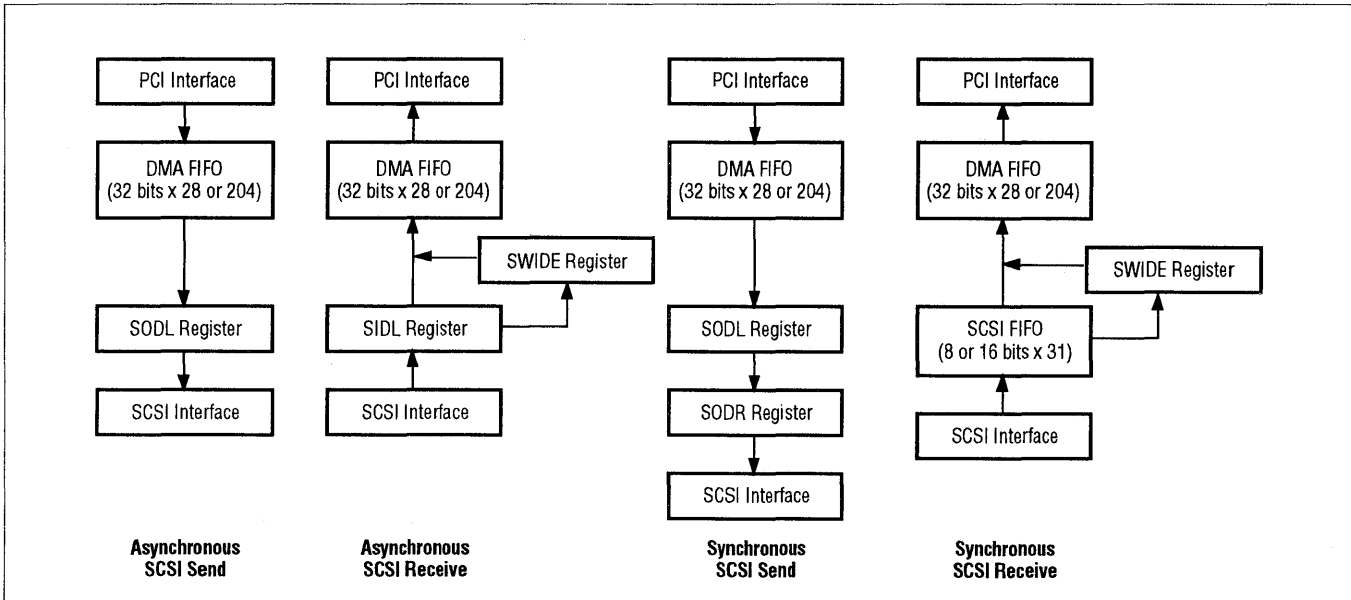 PCI Interface
DMA FIFO
(32 bits x 28 or 204)
SODL Register
SCSI Interface
Asynchronous
SCSI Send
PCI Interface
DMA FIFO
(32 bits x 28 or 204)
SWIDE Register
SIDL Register
SCSI Interface
Asynchronous
SCSI Receive
PCI Interface
DMA FIFO
(32 bits x 28 or 204)
SODL Register
SODR Register
SCSI Interface
Synchronous
SCSI Send
PCI Interface
DMA FIFO
(32 bits x 28 or 204)
SWIDE Register
SCSI FIFO
(8 or 16 bits x 31)
SCSI Interface
Synchronous
SCSI Receive